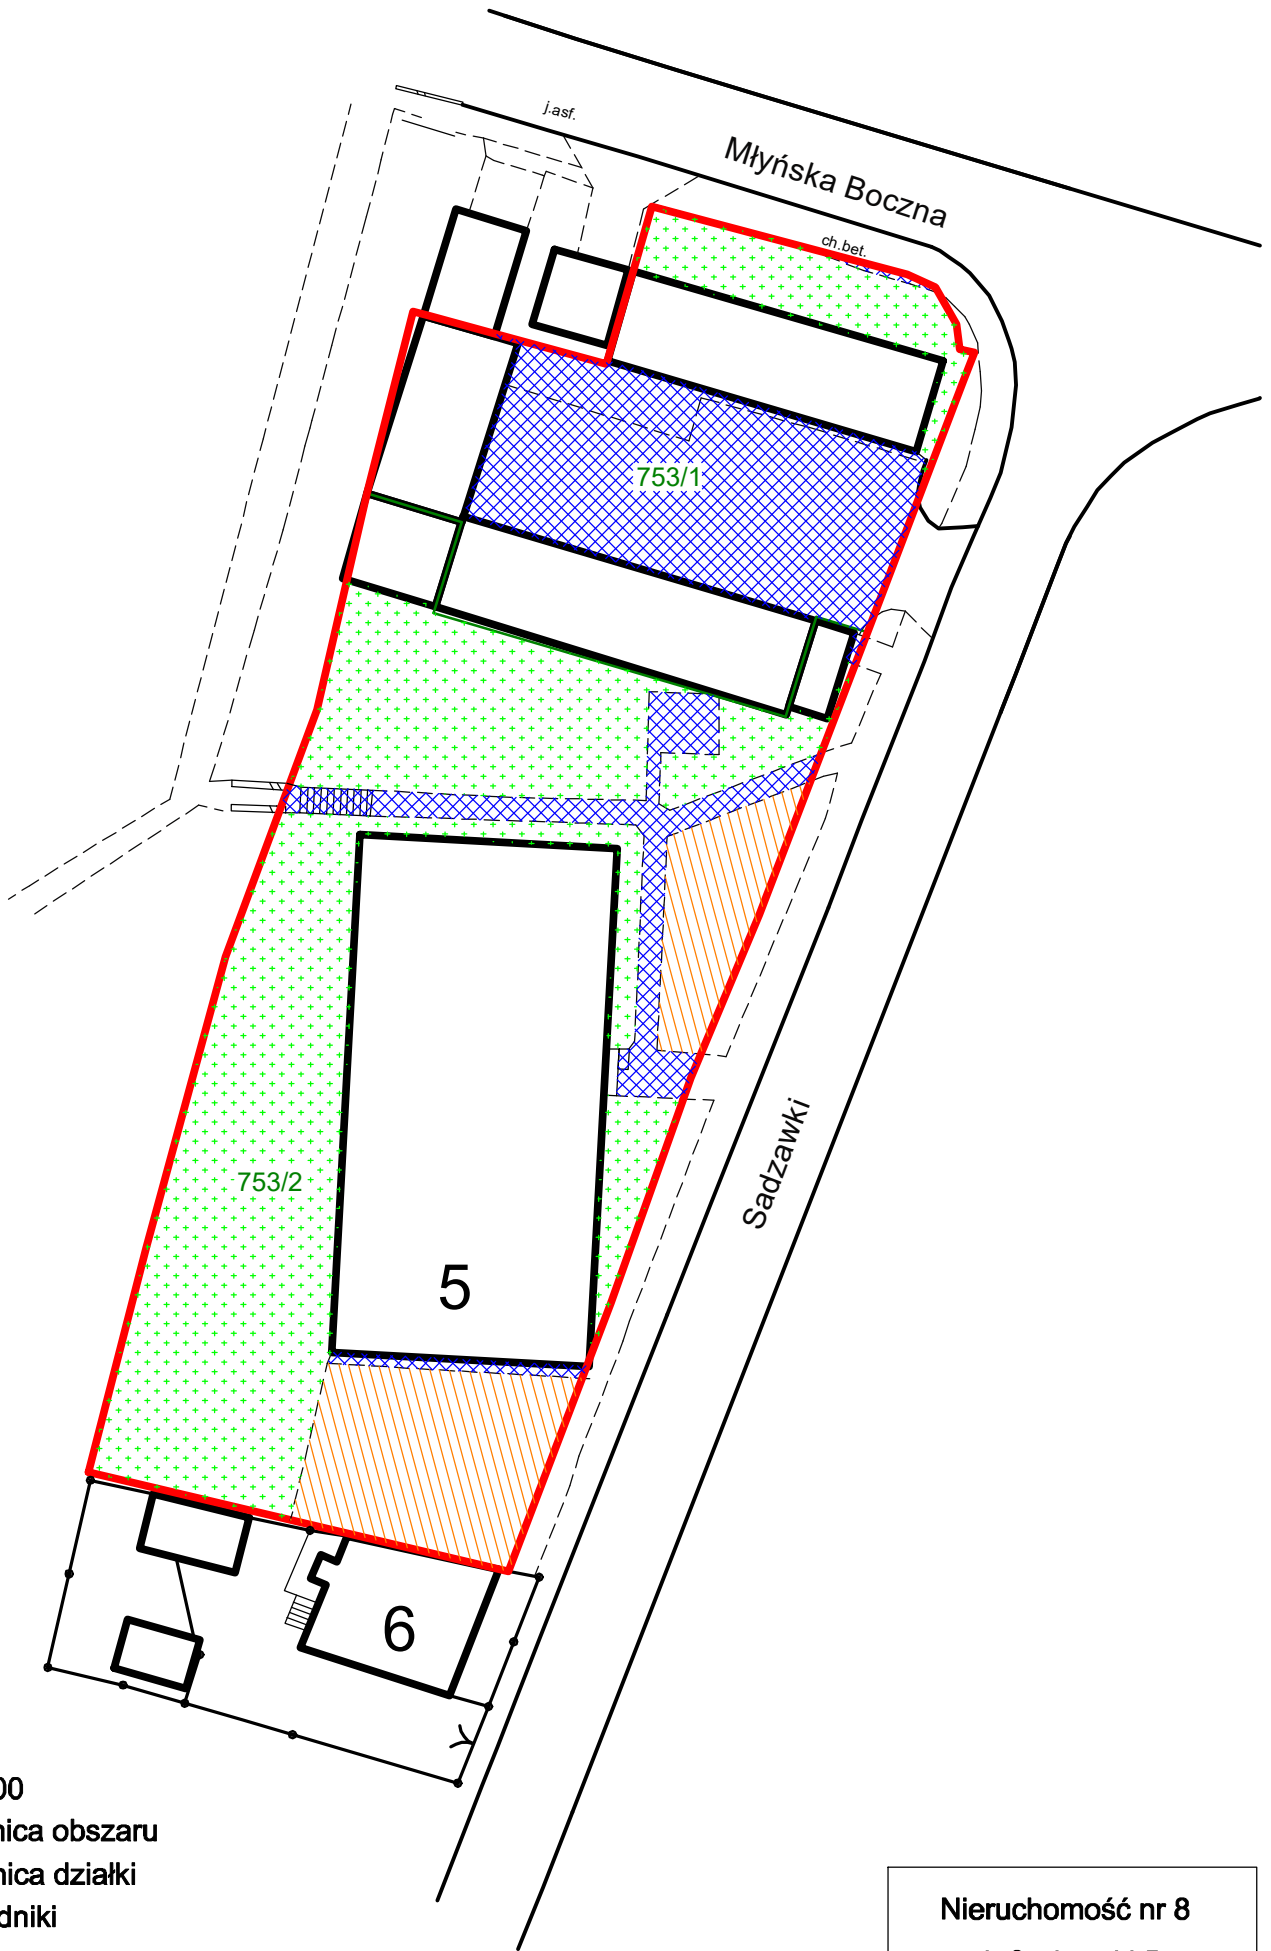 j.asf.
Młyńska Boczna
ch.bet.
753/1
753/2
5
Sadzawki
6
00
nica obszaru
nica działki
dniki
Nieruchomość nr 8